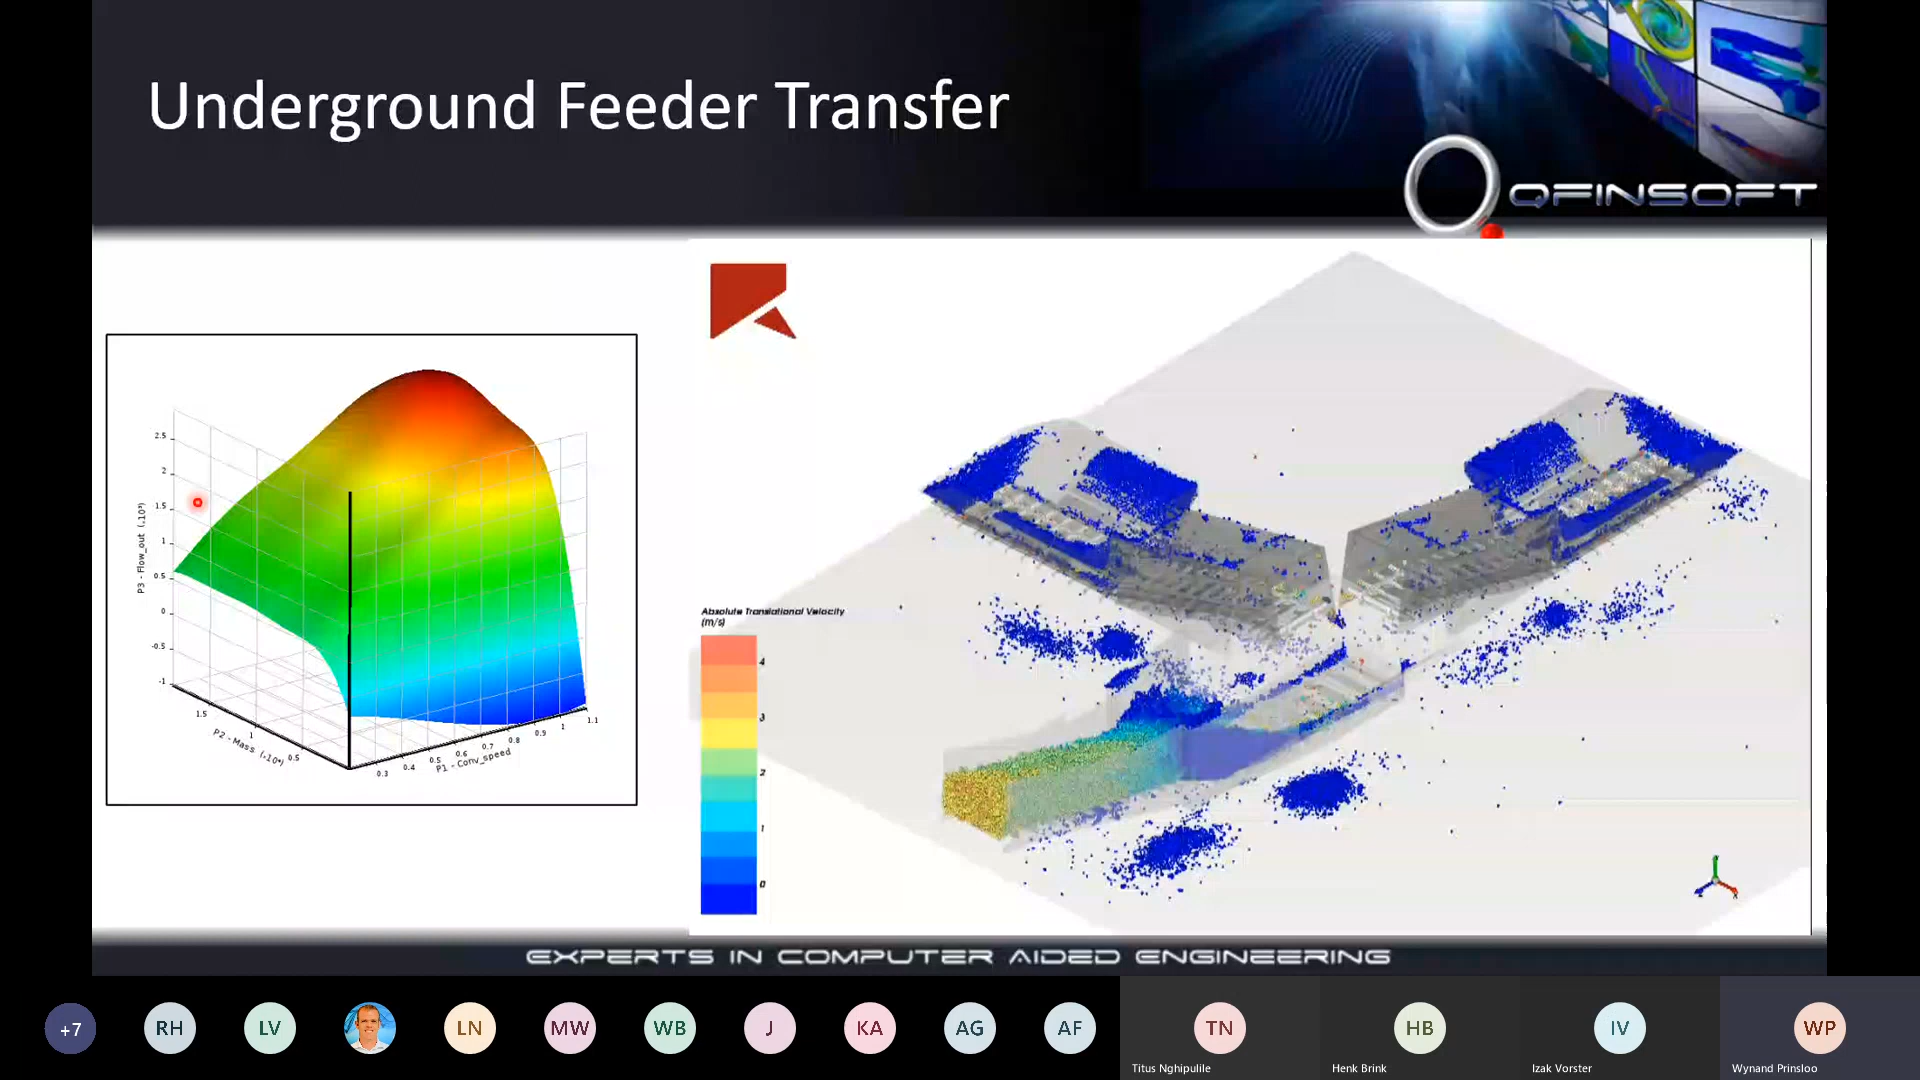 Underground Feeder Transfer
QFINSOFT
2.5
2
1.5
1
0.5
0
-0.5
-1
P3 - Flow_out (.10³)
1.5
1
0.5
P2 - Mass (.10⁴)
0.3
0.4
0.5
0.6
0.7
0.8
0.9
1
1.1
P1 - Conv_speed
Absolute Translational Velocity
(m/s)
4
3
2
1
0
EXPERTS IN COMPUTER AIDED ENGINEERING
+7
RH
LV
LN
MW
WB
J
KA
AG
AF
TN
HB
IV
WP
Titus Nghipulile
Henk Brink
Izak Vorster
Wynand Prinsloo